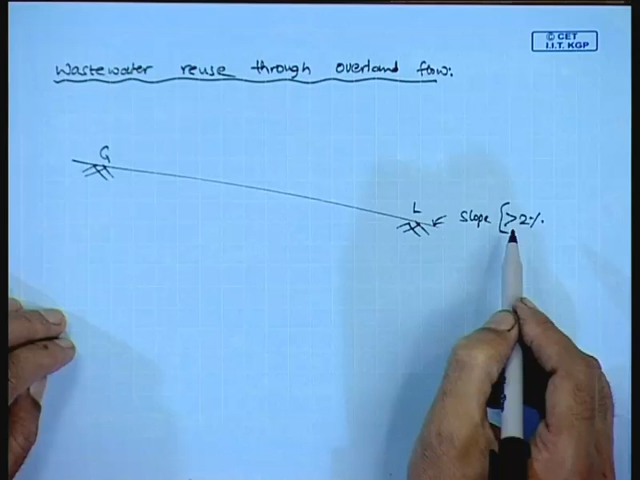 © CET
I.I.T. KGP
Wastewater reuse through overland flow:
G
L
Slope [>2%.